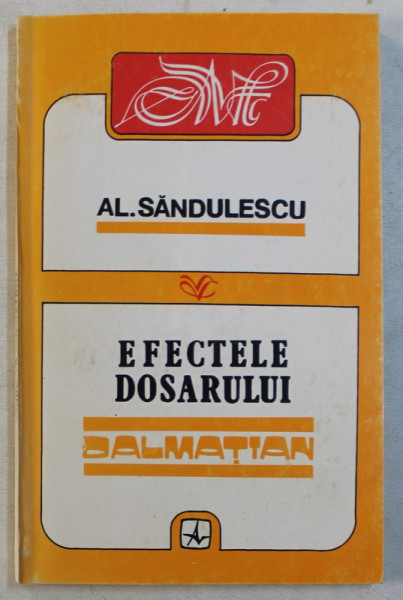 AL. SĂNDULESCU
EFECTELE
DOSARULUI
DALMAȚIAN